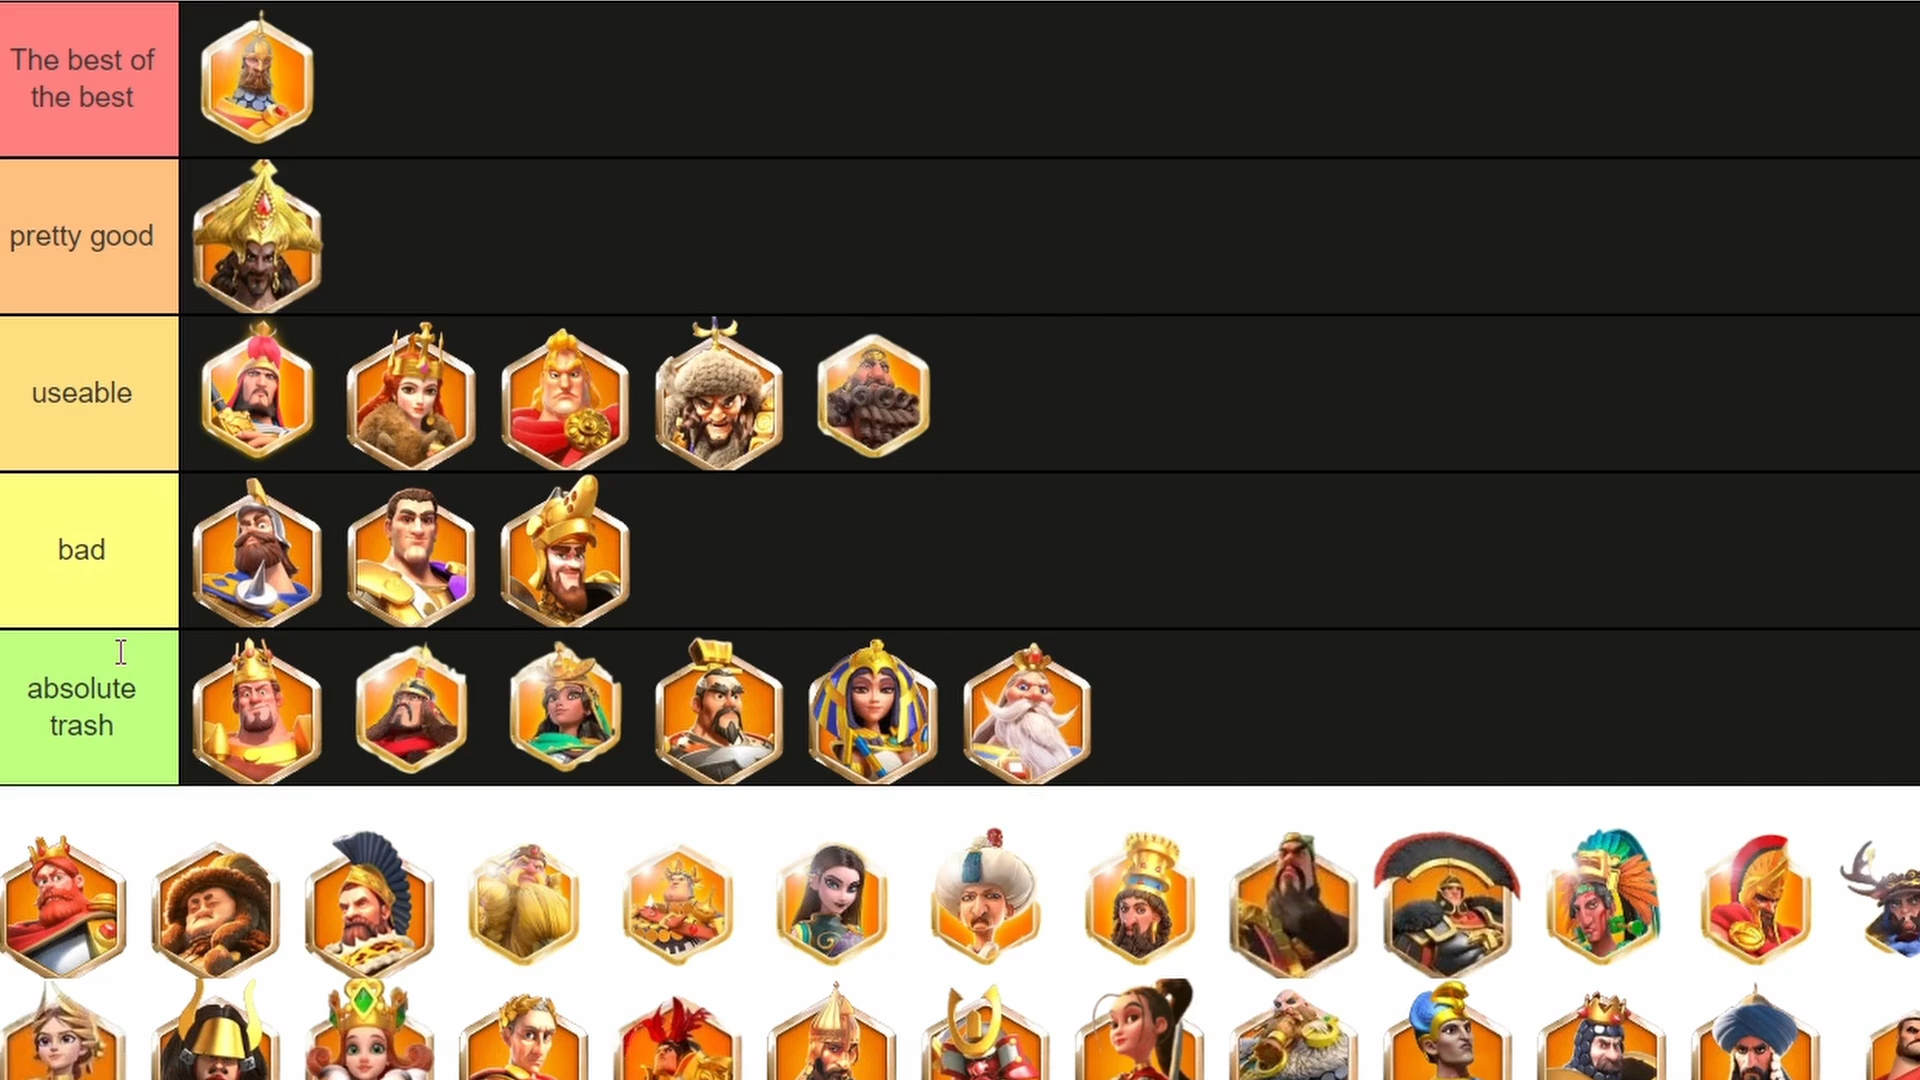 The best of
the best
pretty good
useable
bad
absolute
trash